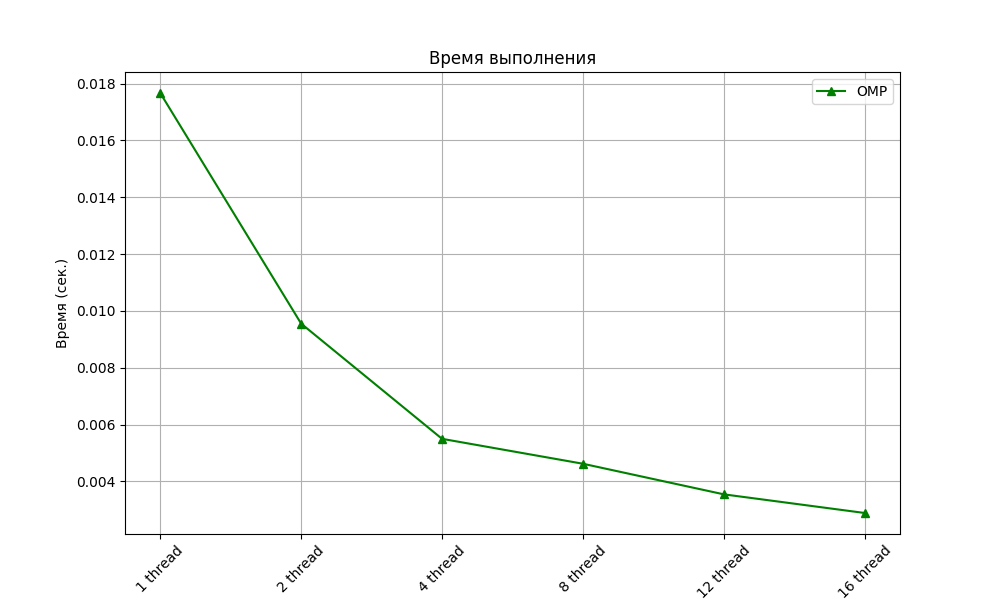 Время выполнения
OMP
0.018
0.016
0.014
0.012
0.010
0.008
0.006
0.004
Время (сек.)
1 thread
2 thread
4 thread
8 thread
12 thread
16 thread